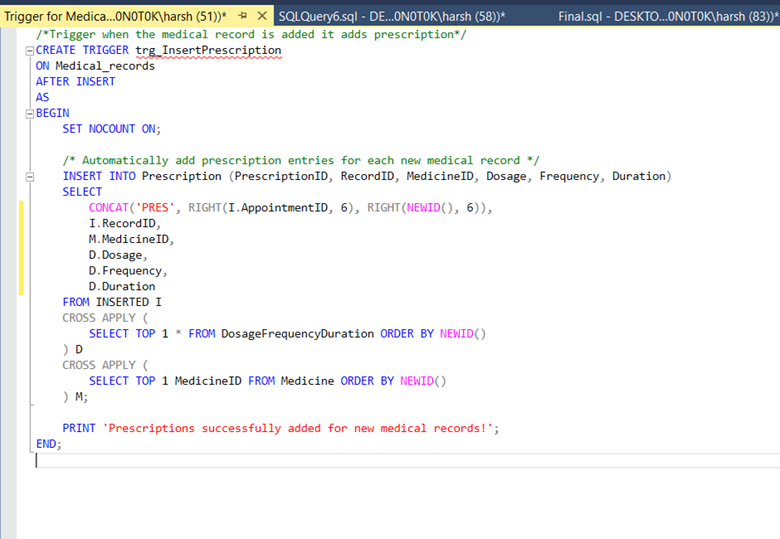 Trigger for Medica...0N0T0K\harsh (51))* SQLQuery6.sql - DE...0N0T0K\harsh (58))* Final.sql - DESKTO...0N0T0K\harsh (83))*
/*Trigger when the medical record is added it adds prescription*/
CREATE TRIGGER trg_InsertPrescription
ON Medical_records
AFTER INSERT
AS
BEGIN
SET NOCOUNT ON;
/* Automatically add prescription entries for each new medical record */
INSERT INTO Prescription (PrescriptionID, RecordID, MedicineID, Dosage, Frequency, Duration)
SELECT
CONCAT('PRES', RIGHT(I.AppointmentID, 6), RIGHT(NEWID(), 6)),
I.RecordID,
M.MedicineID,
D.Dosage,
D.Frequency,
D.Duration
FROM INSERTED I
CROSS APPLY (
SELECT TOP 1 * FROM DosageFrequencyDuration ORDER BY NEWID()
) D
CROSS APPLY (
SELECT TOP 1 MedicineID FROM Medicine ORDER BY NEWID()
) M;
PRINT 'Prescriptions successfully added for new medical records!';
END;